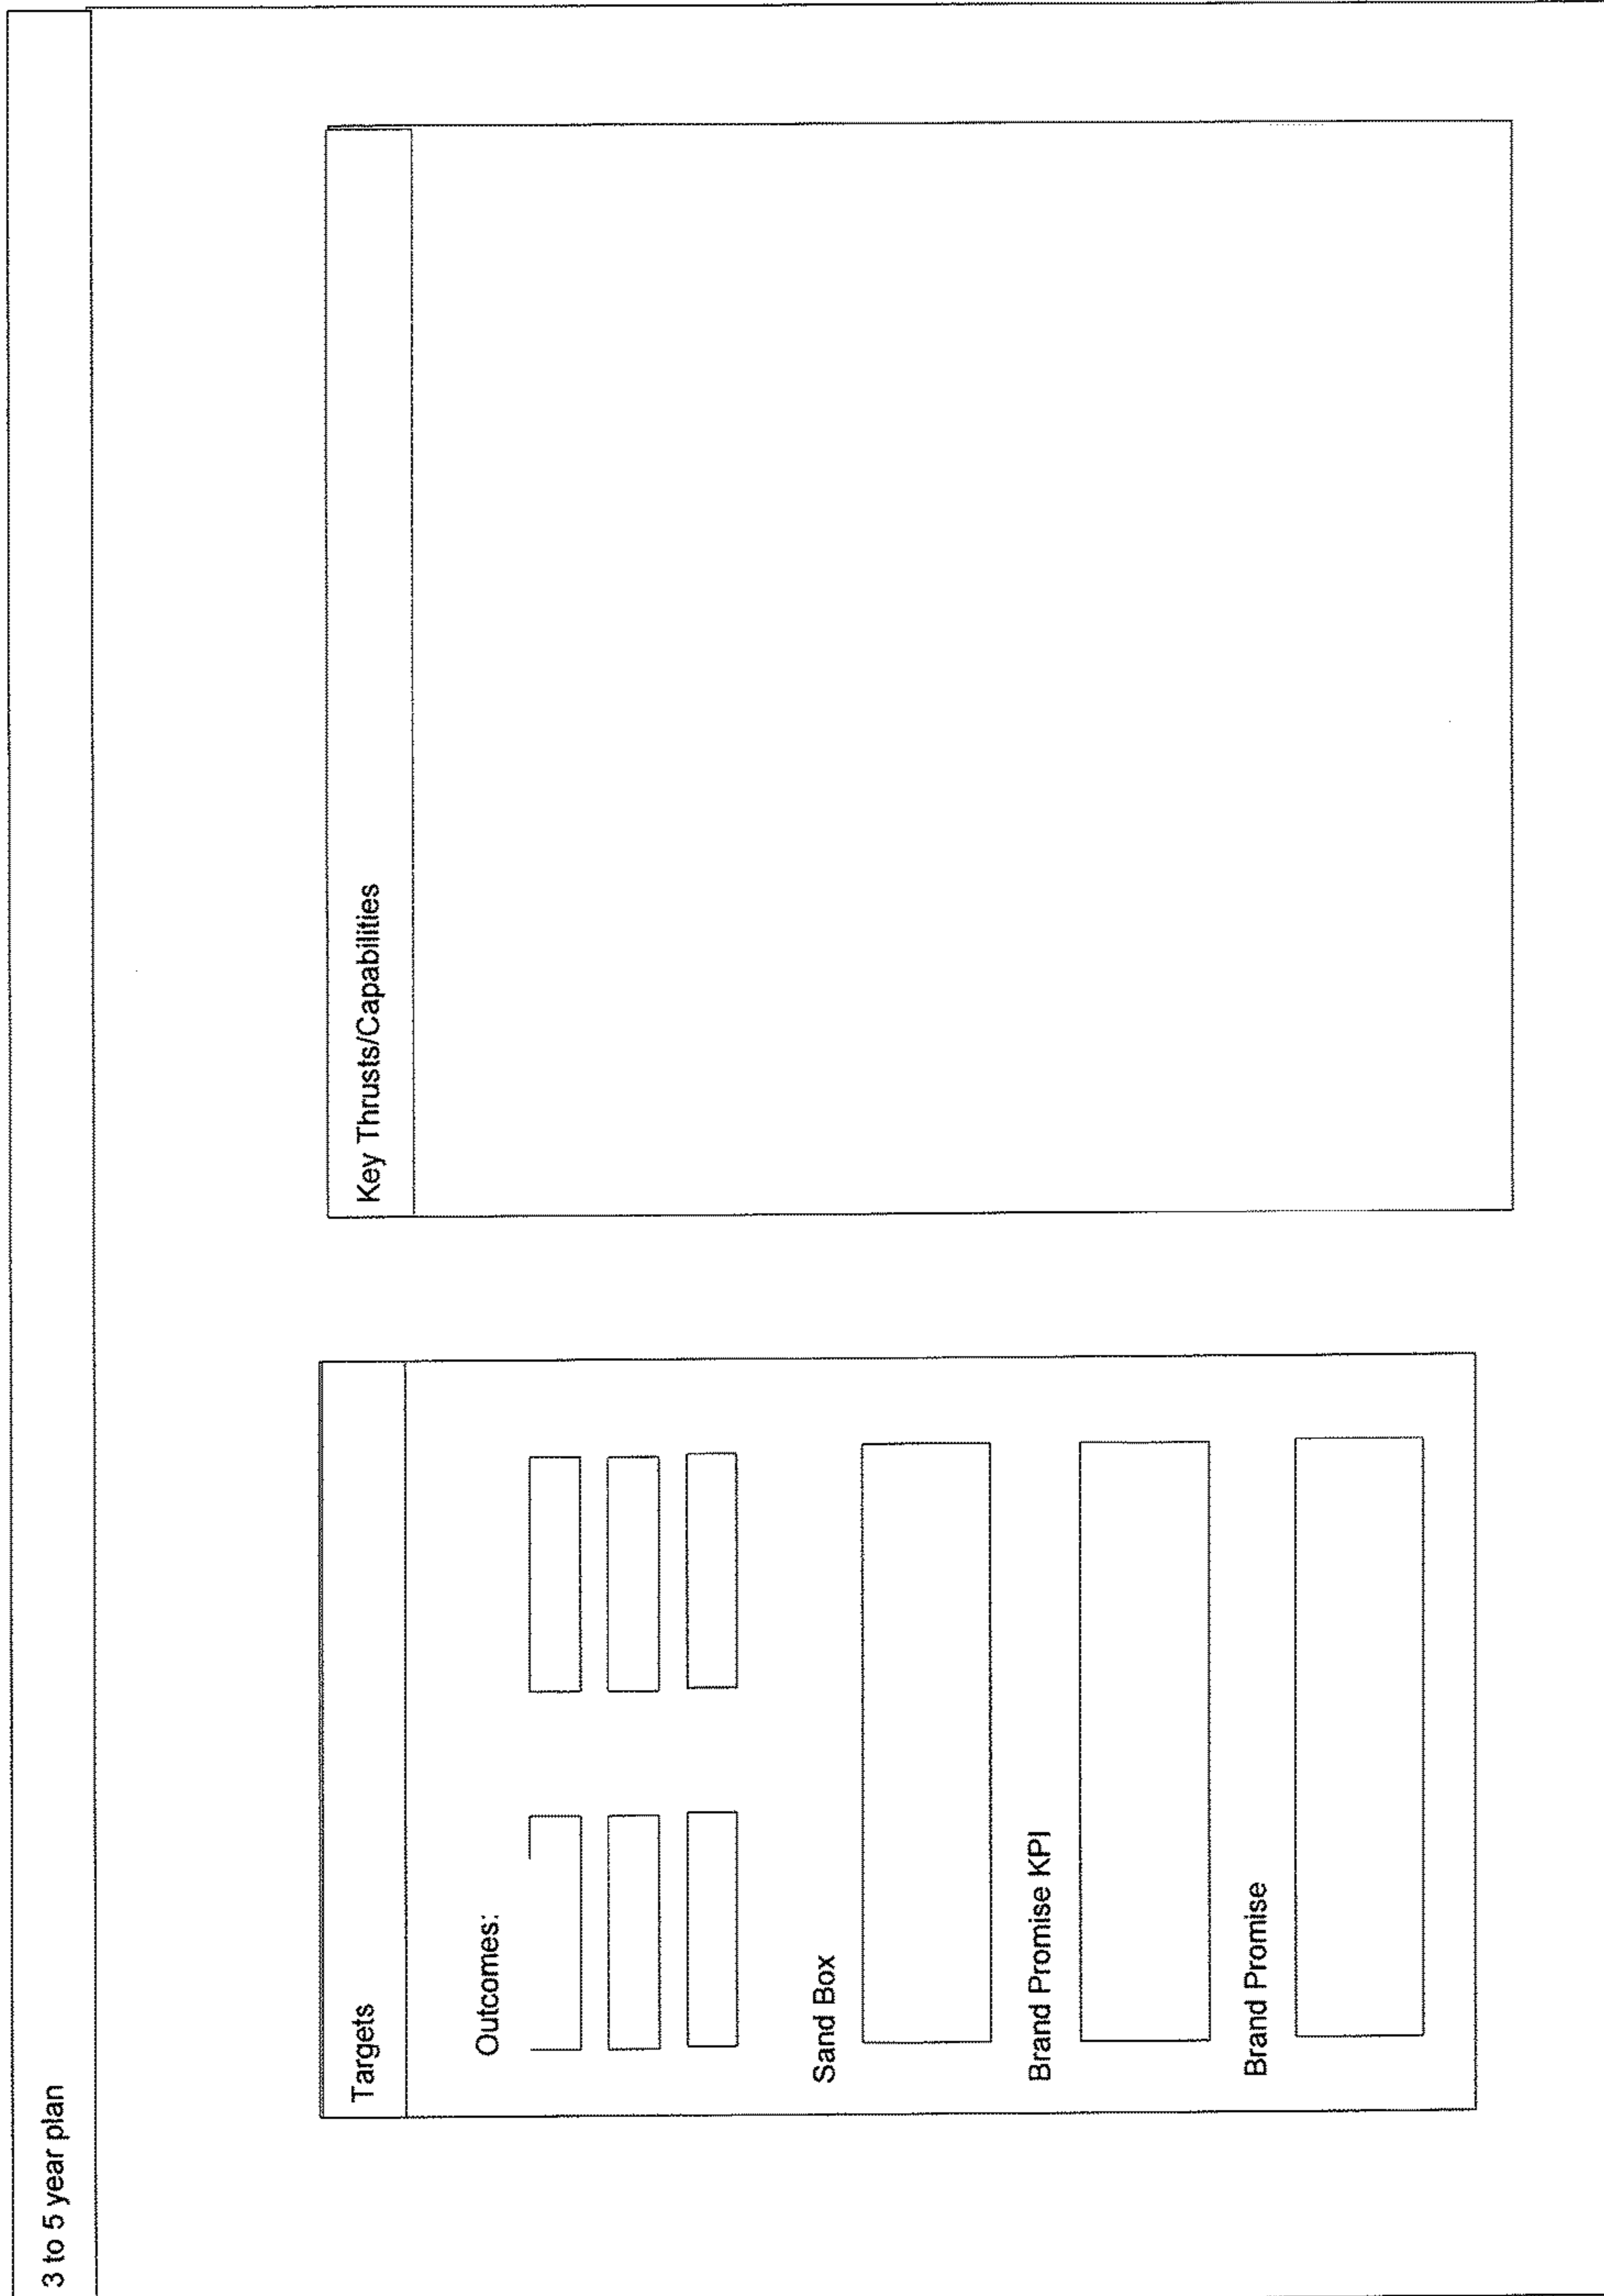 3 to 5 year plan
Targets
Outcomes:
Sand Box
Brand Promise KPI
Brand Promise
Key Thrusts/Capabilities